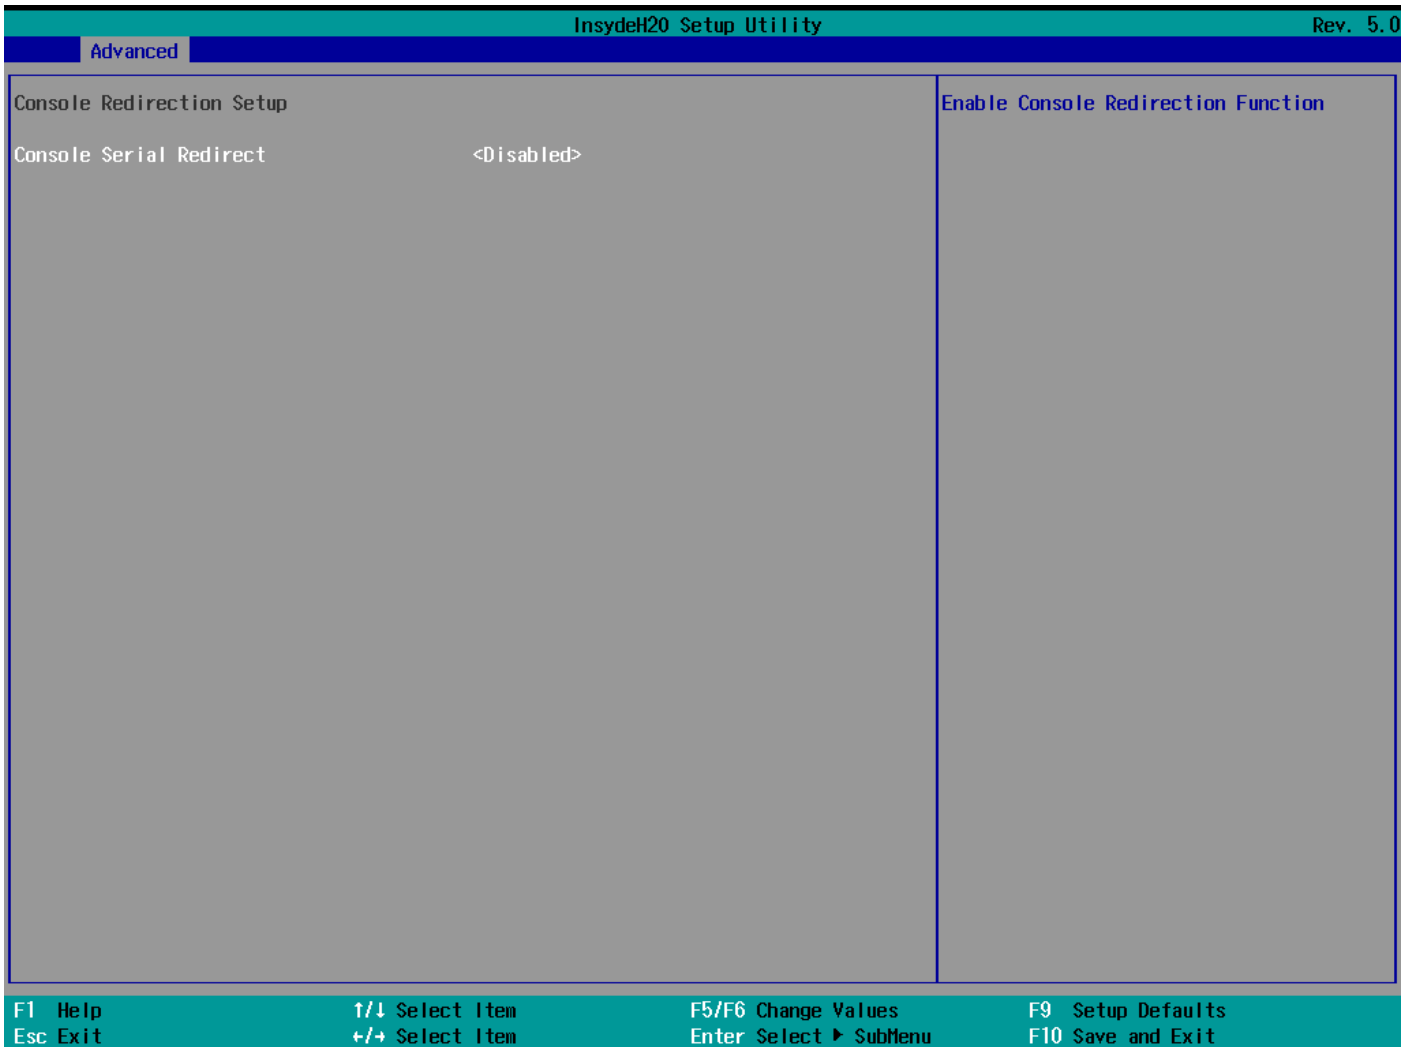 InsydeH20 Setup Utility Rev. 5.0
Advanced
Console Redirection Setup
Enable Console Redirection Function
Console Serial Redirect <Disabled>
F1 Help ↑/↓ Select Item F5/F6 Change Values F9 Setup Defaults
Esc Exit ←/→ Select Item Enter Select ▶ SubMenu F10 Save and Exit